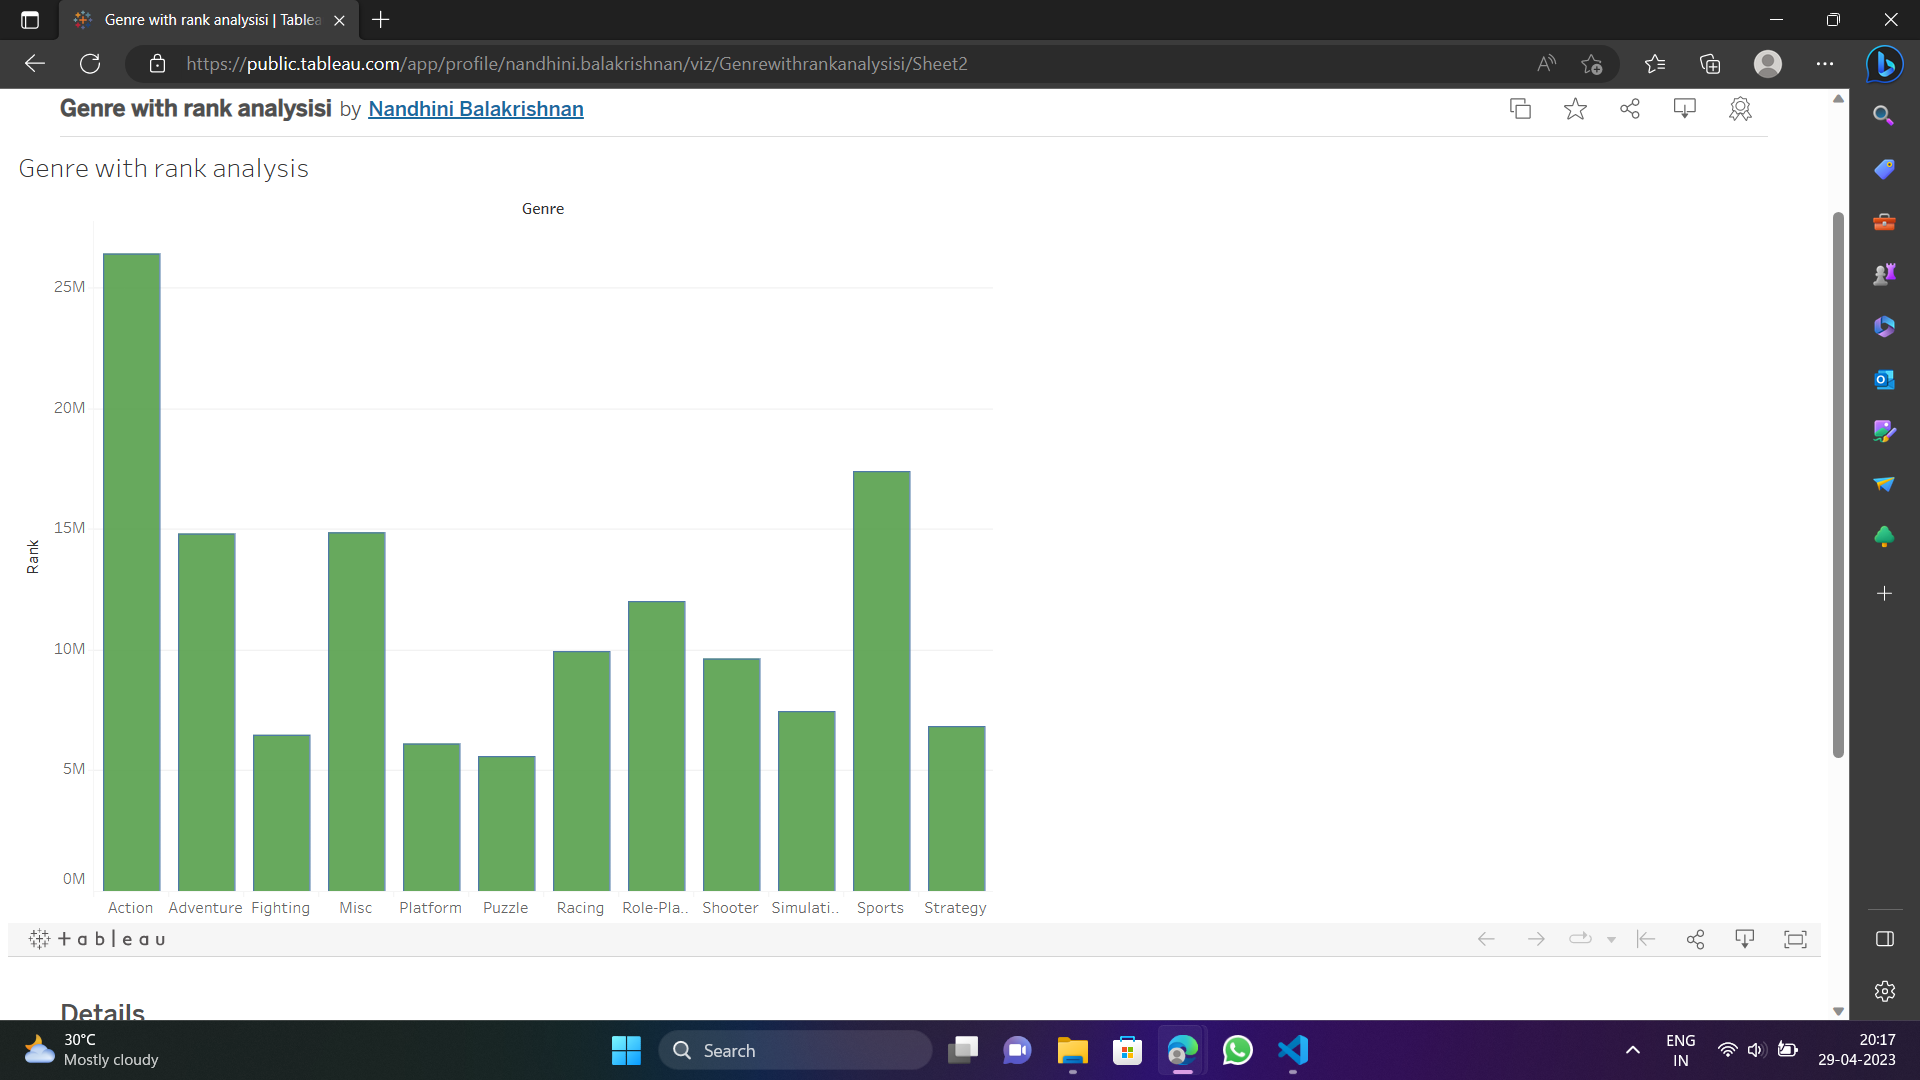 Genre with rank analysisi | Tablea
https://public.tableau.com/app/profile/nandhini.balakrishnan/viz/Genrewithrankanalysisi/Sheet2
Genre with rank analysisi by Nandhini Balakrishnan
Genre with rank analysis
Genre
25M
20M
15M
10M
5M
0M
Rank
Action Adventure Fighting Misc Platform Puzzle Racing Role-Pla.. Shooter Simulati.. Sports Strategy
+ableau
Details
30°C
Mostly cloudy
Search
ENG
IN
20:17
29-04-2023